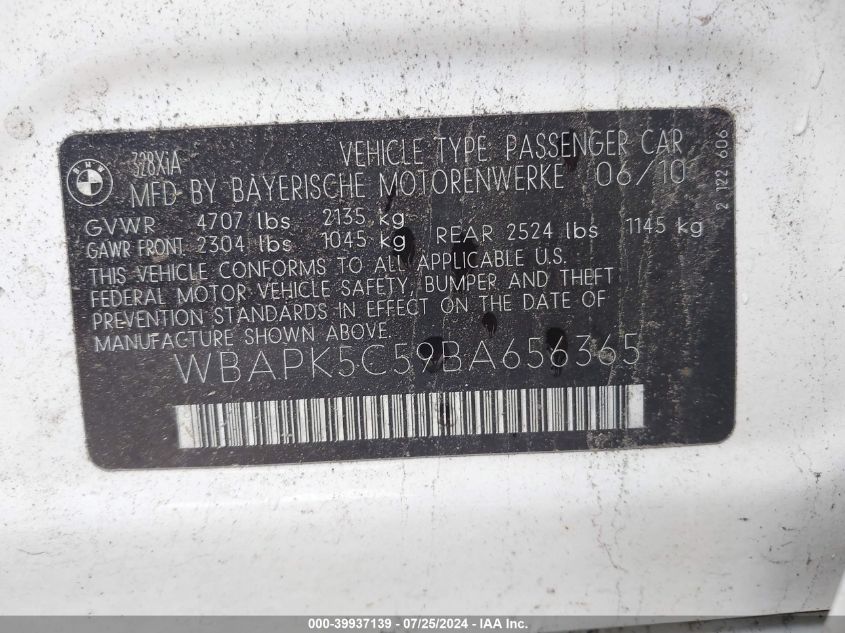 BMW
328XiA
VEHICLE TYPE PASSENGER CAR
MFD BY BAYERISCHE MOTORENWERKE 06/10
GVWR 4707 lbs 2135 kg
GAWR FRONT 2304 lbs 1045 kg REAR 2524 lbs 1145 kg
THIS VEHICLE CONFORMS TO ALL APPLICABLE U.S.
FEDERAL MOTOR VEHICLE SAFETY, BUMPER AND THEFT
PREVENTION STANDARDS IN EFFECT ON THE DATE OF
MANUFACTURE SHOWN ABOVE.
WBAPK5C59BA656365
2 122 606
000-39937139 - 07/25/2024 - IAA Inc.